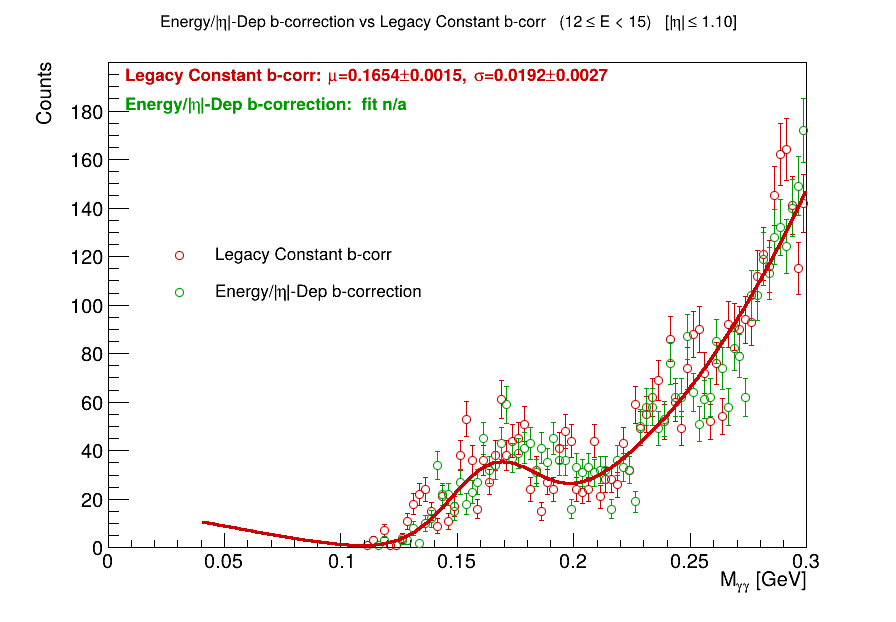 Energy/|η|-Dep b-correction vs Legacy Constant b-corr (12 ≤ E < 15) [|η| ≤ 1.10]
Counts
Legacy Constant b-corr: μ=0.1654±0.0015, σ=0.0192±0.0027
Energy/|η|-Dep b-correction: fit n/a
180
160
140
120
100
80
60
40
20
0
Legacy Constant b-corr
Energy/|η|-Dep b-correction
0 0.05 0.1 0.15 0.2 0.25 0.3
Mγγ [GeV]